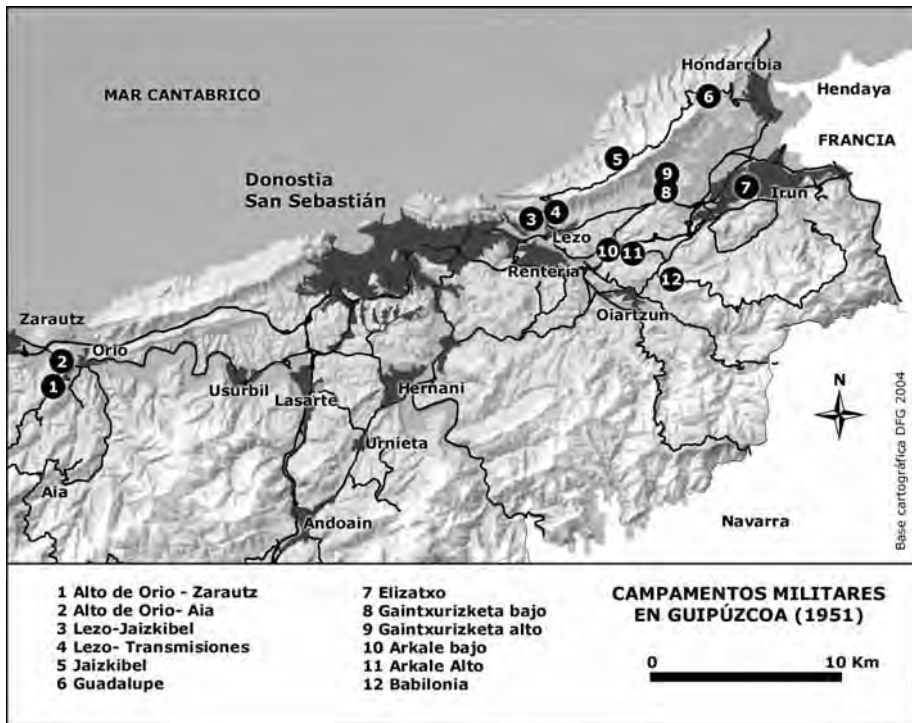 Hondarribia
6
MAR CANTABRICO
Hendaya
FRANCIA
5
Donostia
San Sebastián
9
8
7
Irun
3
4
Lezo
10
11
Renteria
12
Oiartzun
Zarautz
2
Orio
1
Usurbil
Lasarte
Hernani
N
Urnieta
Aia
Andoain
Navarra
Base cartográfica DFG 2004
1 Alto de Orio - Zarautz
2 Alto de Orio- Aia
3 Lezo-Jaizkibel
4 Lezo- Transmisiones
5 Jaizkibel
6 Guadalupe
7 Elizatxo
8 Gaintxurizketa bajo
9 Gaintxurizketa alto
10 Arkale bajo
11 Arkale Alto
12 Babilonia
CAMPAMENTOS MILITARES
EN GUIPÚZCOA (1951)
0 10 Km